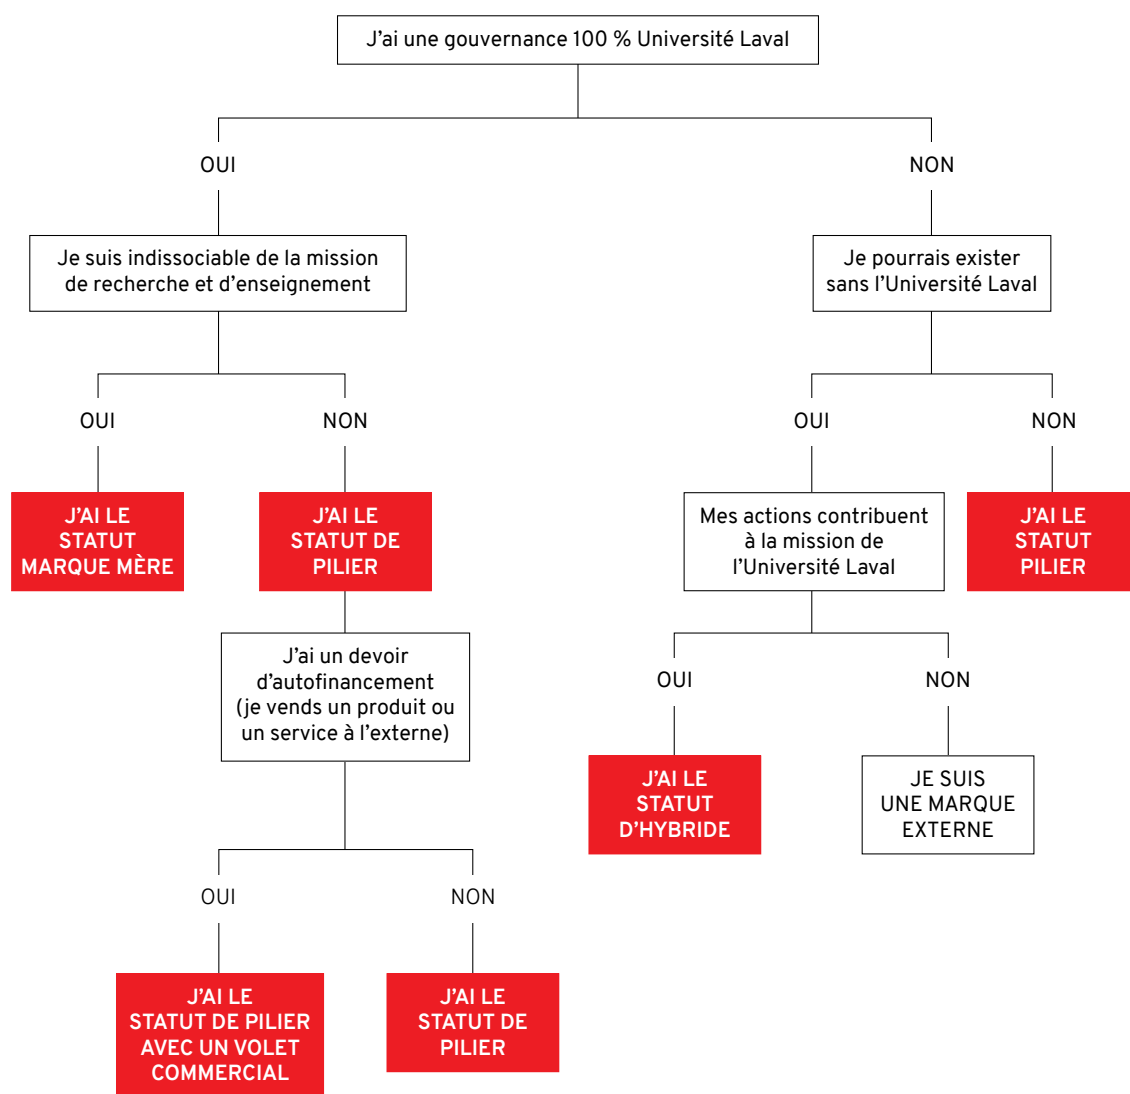 J’ai une gouvernance 100 % Université Laval
OUI
NON
Je suis indissociable de la mission
de recherche et d’enseignement
Je pourrais exister
sans l’Université Laval
OUI
NON
OUI
NON
J’AI LE
STATUT
MARQUE MÈRE
J’AI LE
STATUT DE
PILIER
Mes actions contribuent
à la mission de
l’Université Laval
J’AI LE
STATUT
PILIER
J’ai un devoir
d’autofinancement
(je vends un produit ou
un service à l’externe)
OUI
NON
J’AI LE
STATUT
D’HYBRIDE
JE SUIS
UNE MARQUE
EXTERNE
OUI
NON
J’AI LE
STATUT DE PILIER
AVEC UN VOLET
COMMERCIAL
J’AI LE
STATUT DE
PILIER